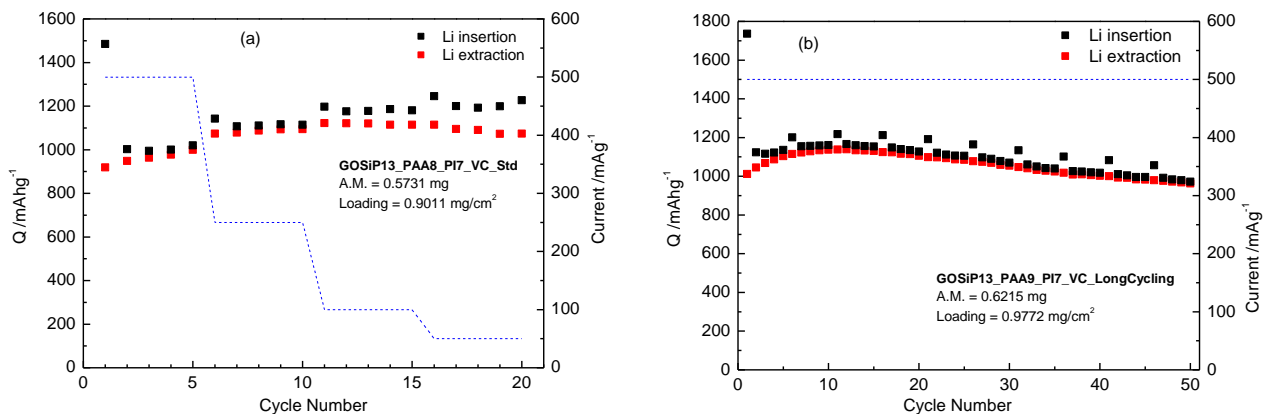 (a)
Li insertion
Li extraction
GOSiP13_PAA8_PI7_VC_Std
A.M. = 0.5731 mg
Loading = 0.9011 mg/cm²
Q /mAhg⁻¹
1600
1400
1200
1000
800
600
400
200
0
0
5
10
15
20
Cycle Number
600
500
400
300
200
100
0
Current /mAg⁻¹
(b)
Li insertion
Li extraction
GOSiP13_PAA9_PI7_VC_LongCycling
A.M. = 0.6215 mg
Loading = 0.9772 mg/cm²
Q /mAhg⁻¹
1800
1600
1400
1200
1000
800
600
400
200
0
0
10
20
30
40
50
Cycle Number
600
500
400
300
200
100
0
Current /mAg⁻¹